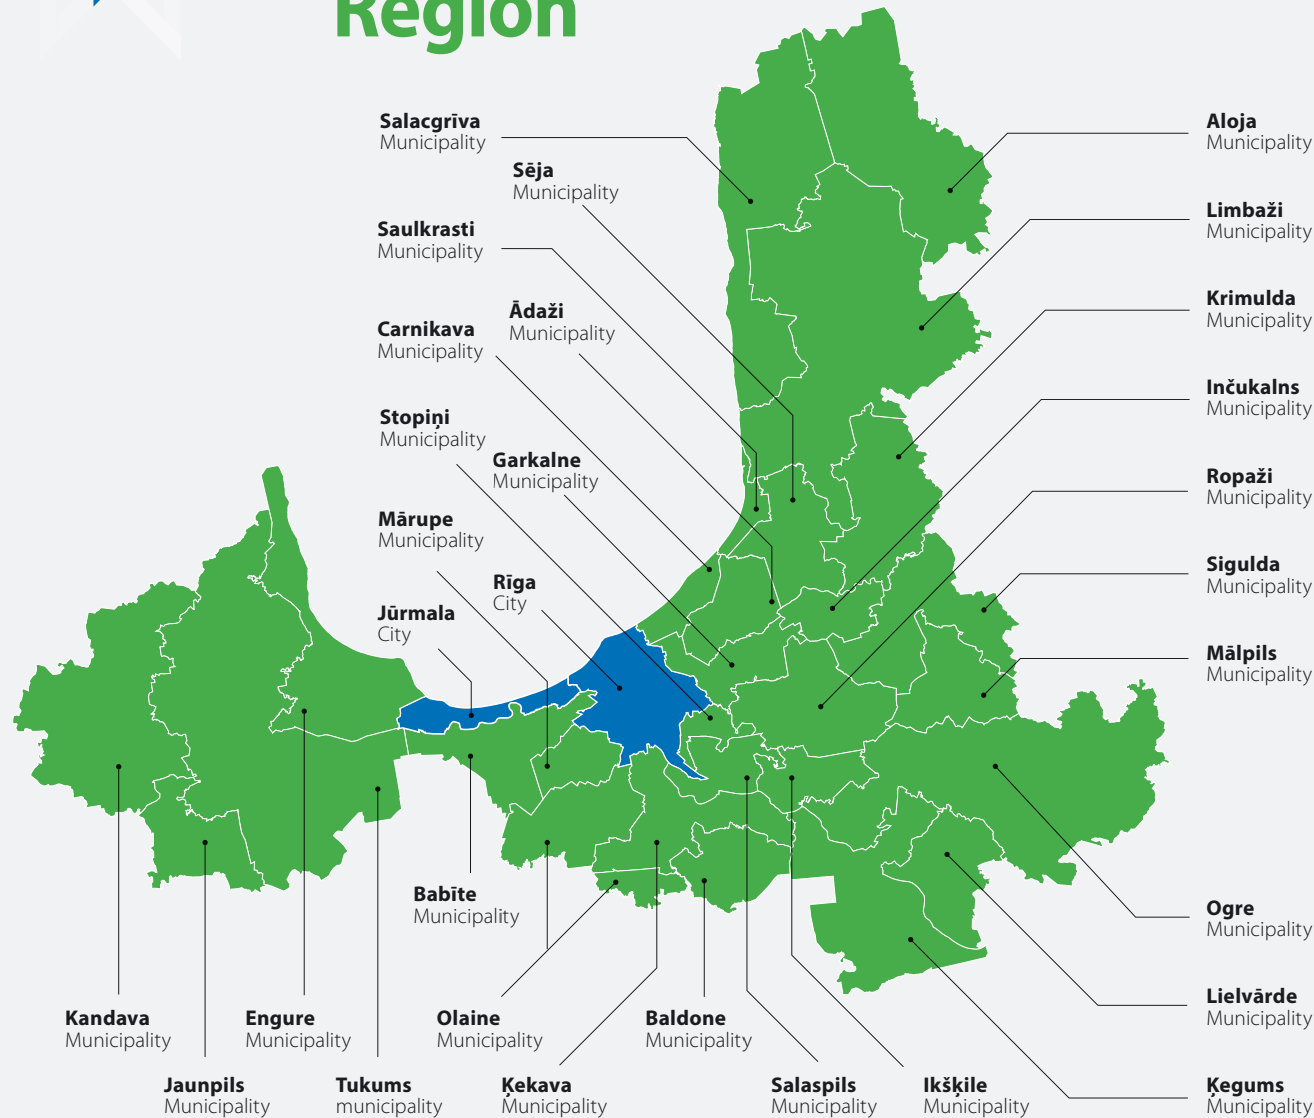 Region
Salacgrīva
Municipality
Sēja
Municipality
Saulkrasti
Municipality
Ādaži
Municipality
Carnikava
Municipality
Stopiņi
Municipality
Garkalne
Municipality
Mārupe
Municipality
Rīga
City
Jūrmala
City
Aloja
Municipality
Limbaži
Municipality
Krimulda
Municipality
Inčukalns
Municipality
Ropaži
Municipality
Sigulda
Municipality
Mālpils
Municipality
Babīte
Municipality
Ogre
Municipality
Lielvārde
Municipality
Kandava
Municipality
Engure
Municipality
Olaine
Municipality
Baldone
Municipality
Jaunpils
Municipality
Tukums
municipality
Ķekava
Municipality
Salaspils
Municipality
Ikšķile
Municipality
Ķegums
Municipality